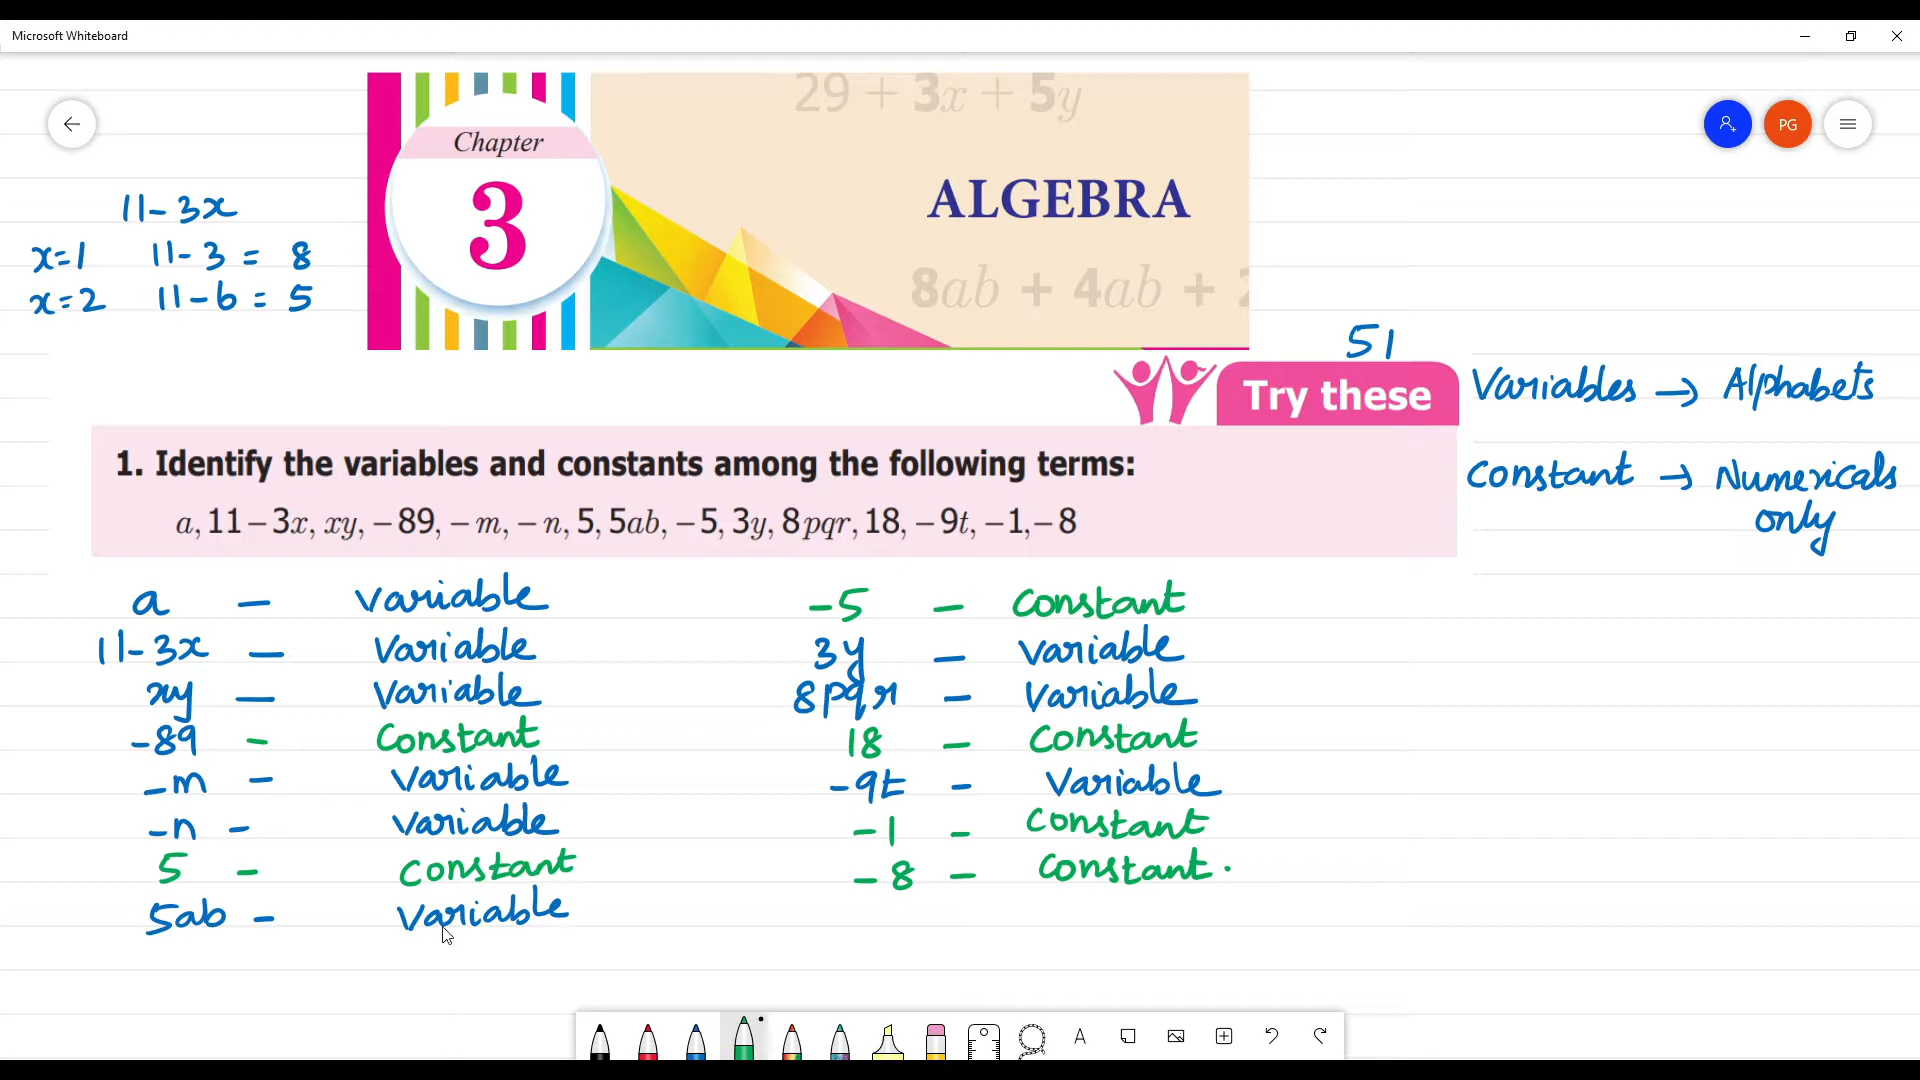 Microsoft Whiteboard
PG
29 + 3x + 5y
Chapter
3
ALGEBRA
8ab + 4ab +
11 - 3x
x=1 11 - 3 = 8
x=2 11 - 6 = 5
51
Try these
Variables → Alphabets
Constant → Numericals
only
1. Identify the variables and constants among the following terms:
a, 11 – 3x, xy, – 89, – m, – n, 5, 5ab, – 5, 3y, 8pqr, 18, – 9t, – 1, – 8
a – Variable
11 - 3x – Variable
xy – Variable
-89 - Constant
-m - Variable
-n - Variable
5 - Constant
5ab - Variable
-5 – Constant
3y – Variable
8pqr – Variable
18 – Constant
-9t – Variable
-1 - Constant
-8 – Constant.
A